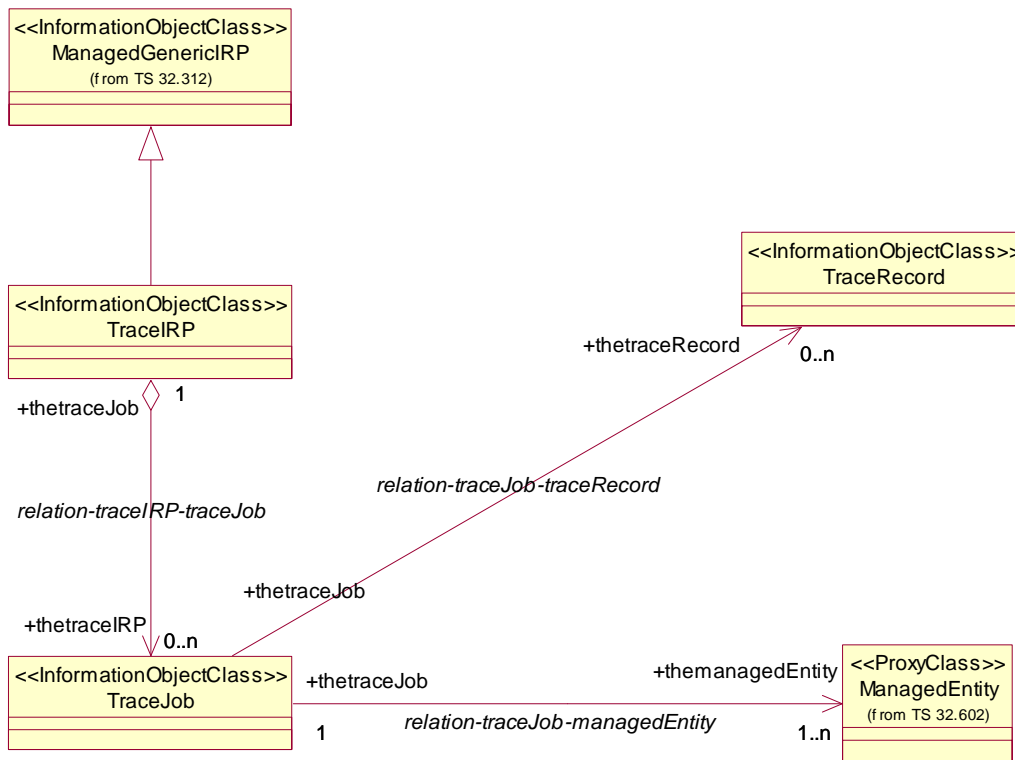 <<InformationObjectClass>>
ManagedGenericIRP
(from TS 32.312)
<<InformationObjectClass>>
TraceRecord
<<InformationObjectClass>>
TraceIRP
+thetraceRecord
0..n
1
+thetraceJob
relation-traceJob-traceRecord
relation-traceIRP-traceJob
+thetraceJob
+thetraceIRP
0..n
<<InformationObjectClass>>
TraceJob
+thetraceJob
1
relation-traceJob-managedEntity
+themanagedEntity
1..n
<<ProxyClass>>
ManagedEntity
(from TS 32.602)